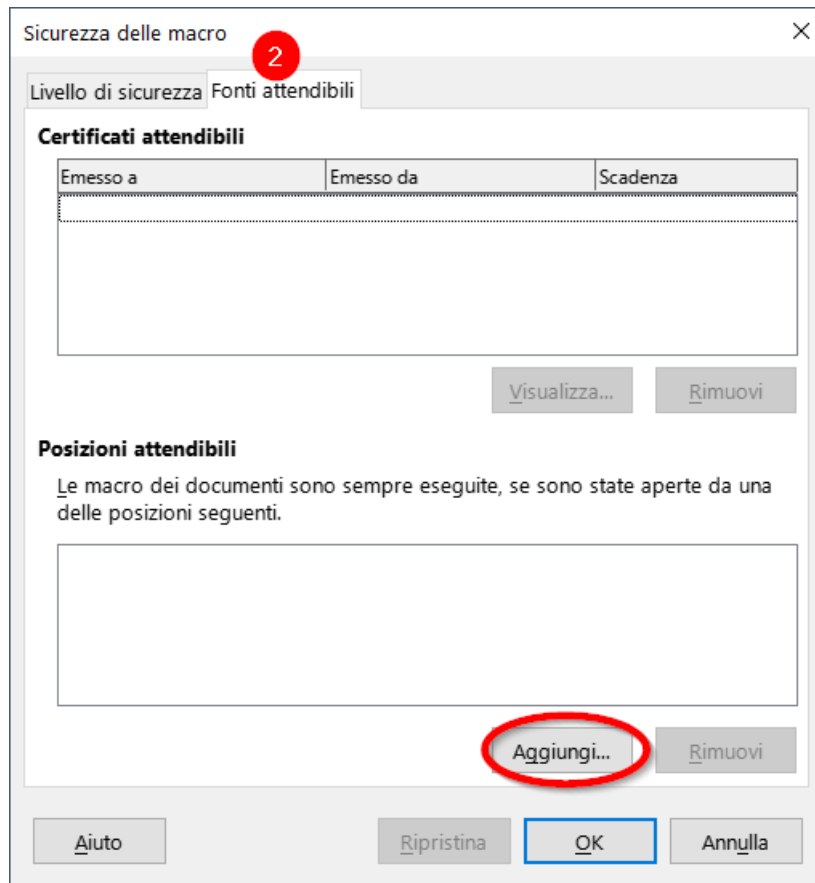 Sicurezza delle macro
2
Livello di sicurezza Fonti attendibili
Certificati attendibili
Emesso a Emesso da Scadenza
Visualizza... Rimuovi
Posizioni attendibili
Le macro dei documenti sono sempre eseguite, se sono state aperte da una
delle posizioni seguenti.
Aggiungi... Rimuovi
Aiuto Ripristina OK Annulla